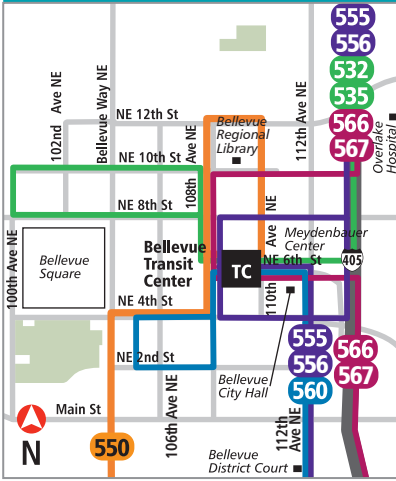 555
556
532
535
566
567
102nd Ave NE
Bellevue Way NE
NE 12th St
108th Ave NE
Bellevue
Regional
Library
112th Ave NE
Overlake
Hospital
NE 10th St
NE 8th St
100th Ave NE
Bellevue
Square
Bellevue
Transit
Center
TC
110th Ave NE
Meydenbauer
Center
NE 6th St
405
NE 4th St
NE 2nd St
106th Ave NE
Bellevue
City Hall
555
556
560
566
567
Main St
N
550
112th
Ave NE
Bellevue
District Court